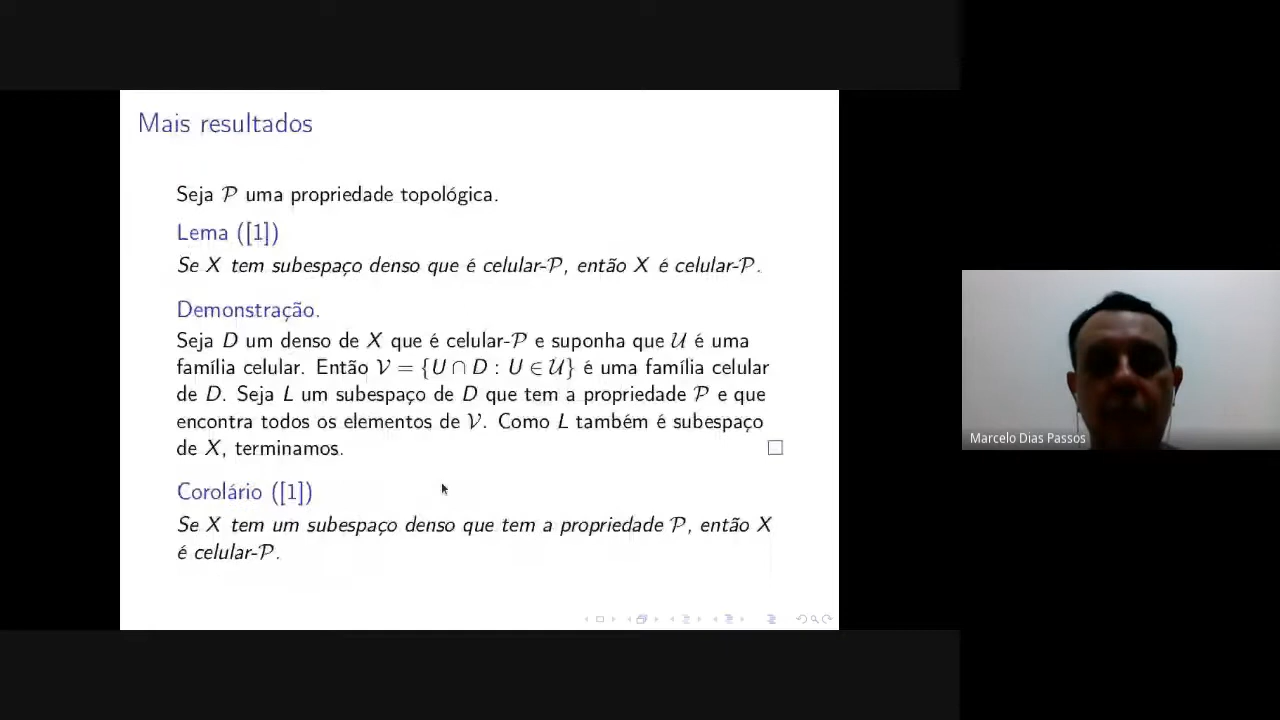 Mais resultados
Seja 𝒫 uma propriedade topológica.
Lema ([1])
Se X tem subespaço denso que é celular-𝒫, então X é celular-𝒫.
Demonstração.
Seja D um denso de X que é celular-𝒫 e suponha que 𝒰 é uma
família celular. Então 𝒱 = {U ∩ D : U ∈ 𝒰} é uma família celular
de D. Seja L um subespaço de D que tem a propriedade 𝒫 e que
encontra todos os elementos de 𝒱. Como L também é subespaço
de X, terminamos. □
Corolário ([1])
Se X tem um subespaço denso que tem a propriedade 𝒫, então X
é celular-𝒫.
Marcelo Dias Passos